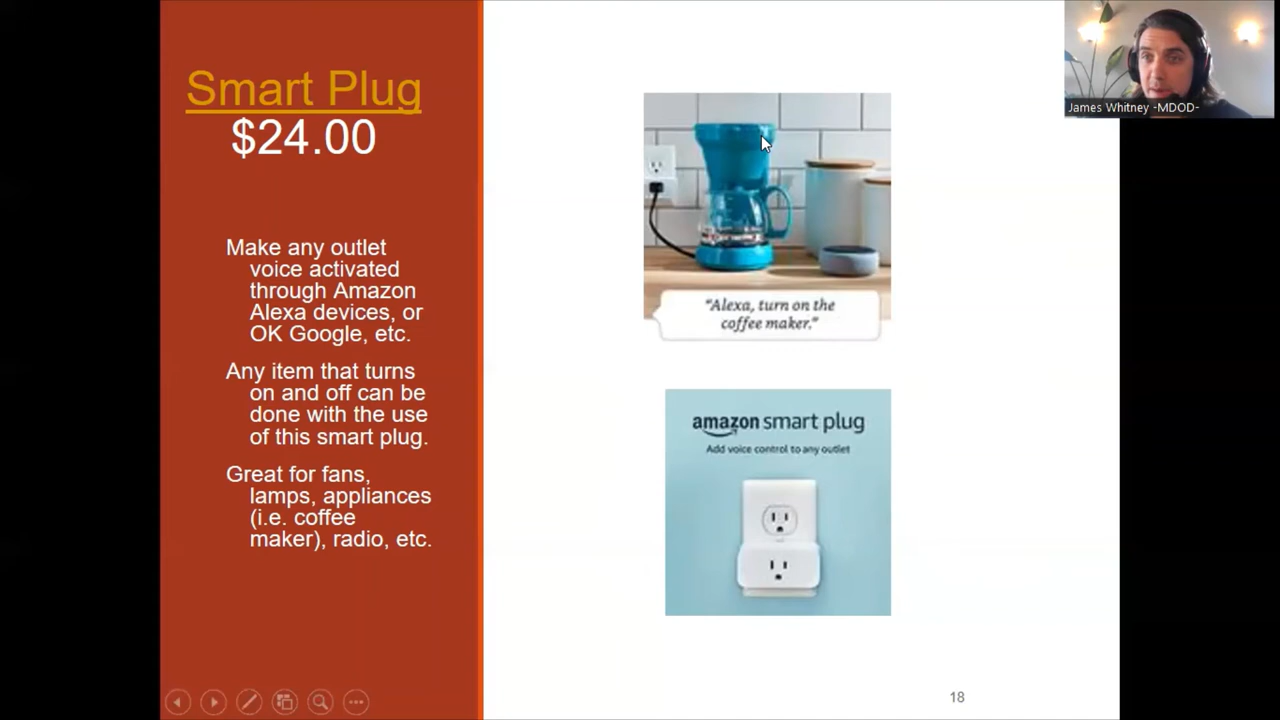 Smart Plug
$24.00
Make any outlet
voice activated
through Amazon
Alexa devices, or
OK Google, etc.
Any item that turns
on and off can be
done with the use
of this smart plug.
Great for fans,
lamps, appliances
(i.e. coffee
maker), radio, etc.
"Alexa, turn on the
coffee maker."
amazon smart plug
Add voice control to any outlet
James Whitney -MDOD-
18